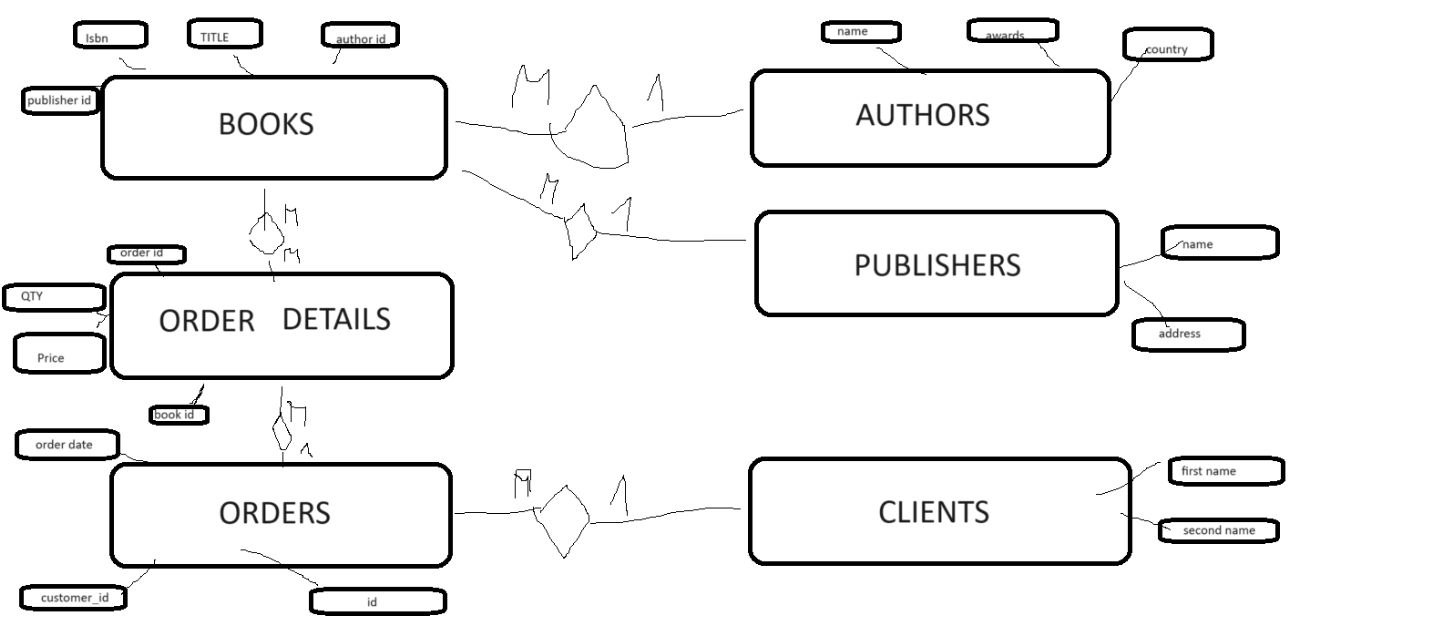 Isbn
TITLE
author id
name
awards
country
publisher id
BOOKS
M
1
AUTHORS
M
1
M
M
PUBLISHERS
name
address
order id
QTY
Price
ORDER DETAILS
book id
M
1
order date
ORDERS
M
1
CLIENTS
first name
second name
customer_id
id